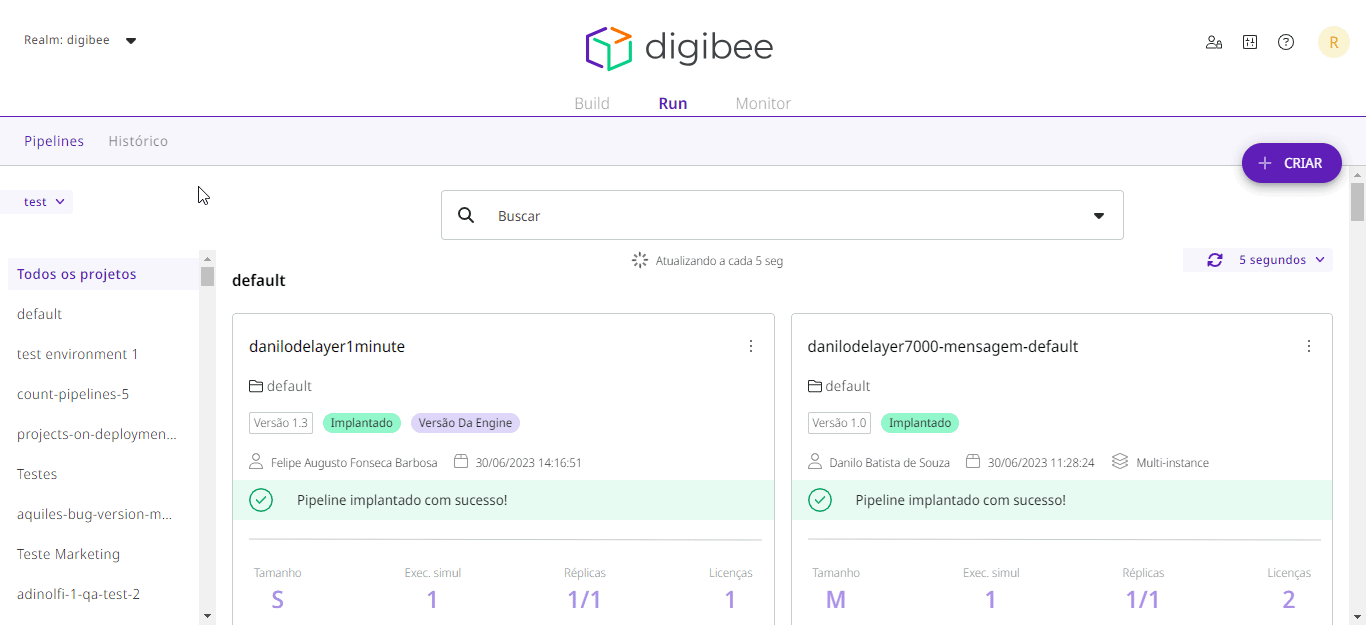 Realm: digibee
digibee
R
Build Run Monitor
Pipelines Histórico
+ CRIAR
test
Buscar
Atualizando a cada 5 seg
5 segundos
Todos os projetos
default
test environment 1
count-pipelines-5
projects-on-deploymen...
Testes
aquiles-bug-version-m...
Teste Marketing
adinolfi-1-qa-test-2
default
danilodelayer1minute
default
Versão 1.3 Implantado Versão Da Engine
Felipe Augusto Fonseca Barbosa 30/06/2023 14:16:51
Pipeline implantado com sucesso!
Tamanho Exec. simul Réplicas Licenças
S 1 1/1 1
danilodelayer7000-mensagem-default
default
Versão 1.0 Implantado
Danilo Batista de Souza 30/06/2023 11:28:24 Multi-instance
Pipeline implantado com sucesso!
Tamanho Exec. simul Réplicas Licenças
M 1 1/1 2